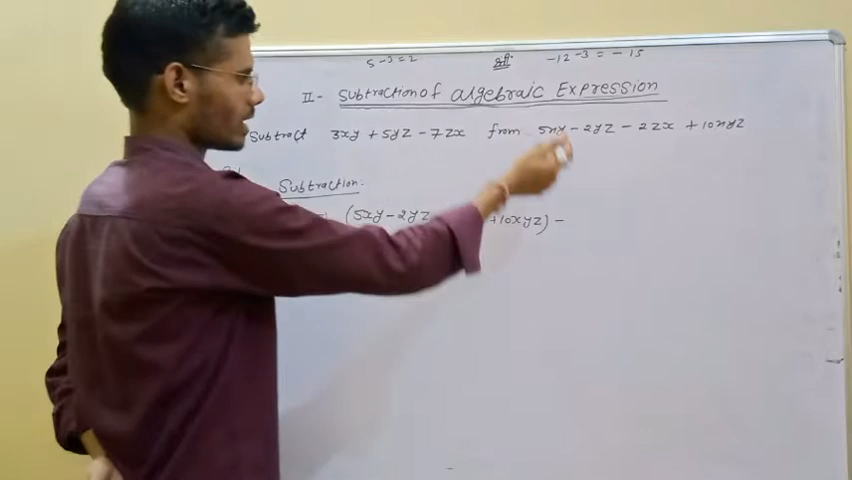 5-3=2 श्री -12-3 = -15
II- Subtraction of algebraic Expression
Subtract 3xy + 5yz - 7zx from 5xy - 2yz - 2zx + 10xyz
Subtraction:
(5xy - 2yz +10xyz) -